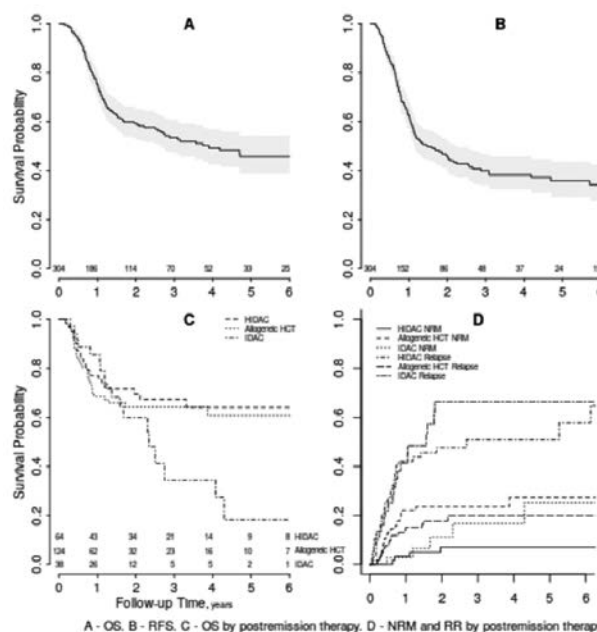 A
B
Survival Probability
Survival Probability
1.0
0.8
0.6
0.4
0.2
0.0
1.0
0.8
0.6
0.4
0.2
0.0
304 186 114 70 52 33 25
304 152 86 48 37 24
0 1 2 3 4 5 6
0 1 2 3 4 5 6
C
HIDAC
Allogeneic HCT
IDAC
D
HIDAC NRM
Allogeneic HCT NRM
IDAC NRM
HIDAC Relapse
Allogeneic HCT Relapse
IDAC Relapse
Survival Probability
1.0
0.8
0.6
0.4
0.2
0.0
1.0
0.8
0.6
0.4
0.2
0.0
64 43 34 21 14 9 8 HIDAC
124 62 32 23 16 10 7 Allogeneic HCT
38 26 12 5 5 2 1 IDAC
0 1 2 3 4 5 6
0 1 2 3 4 5 6
Follow-up Time, years
A - OS. B - RFS. C - OS by postremission therapy. D - NRM and RR by postremission